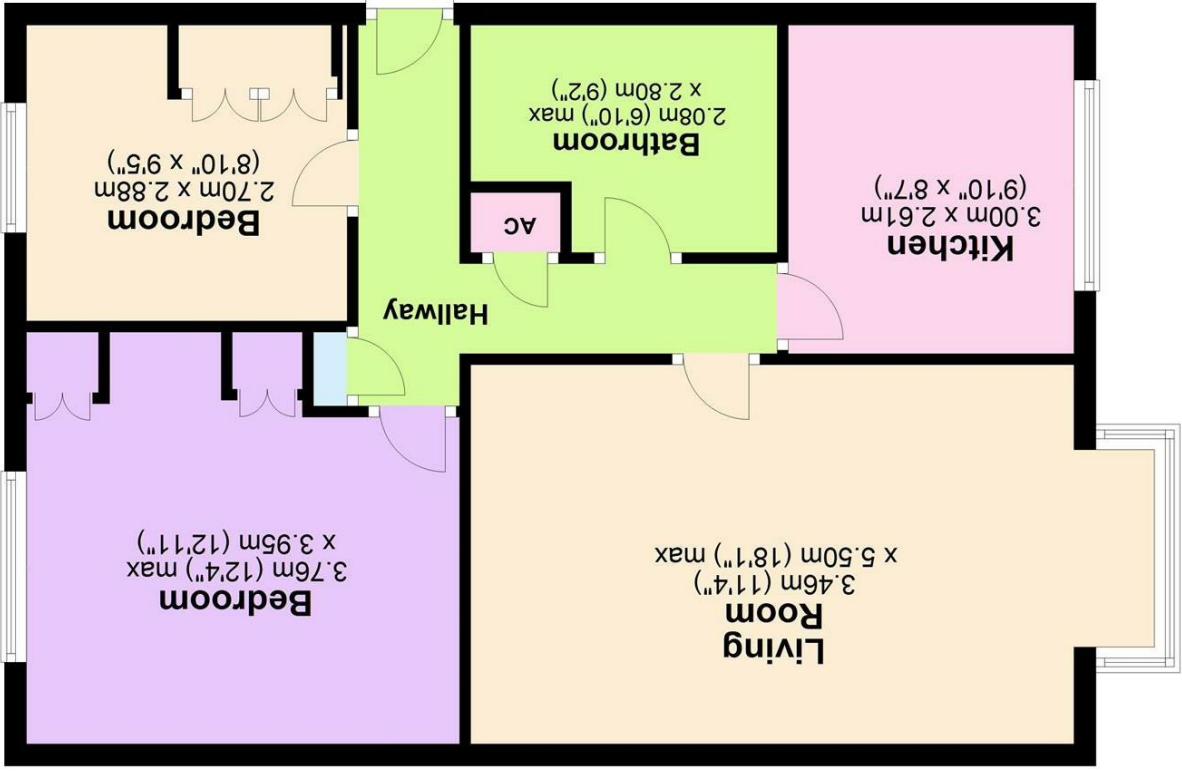 Living
Room
3.46m (11'4")
x 5.50m (18'1") max
Bedroom
3.76m (12'4") max
x 3.95m (12'11")
Hallway
Kitchen
3.00m x 2.61m
(9'10" x 8'7")
AC
Bedroom
2.70m x 2.88m
(8'10" x 9'5")
Bathroom
2.08m (6'10") max
x 2.80m (9'2")